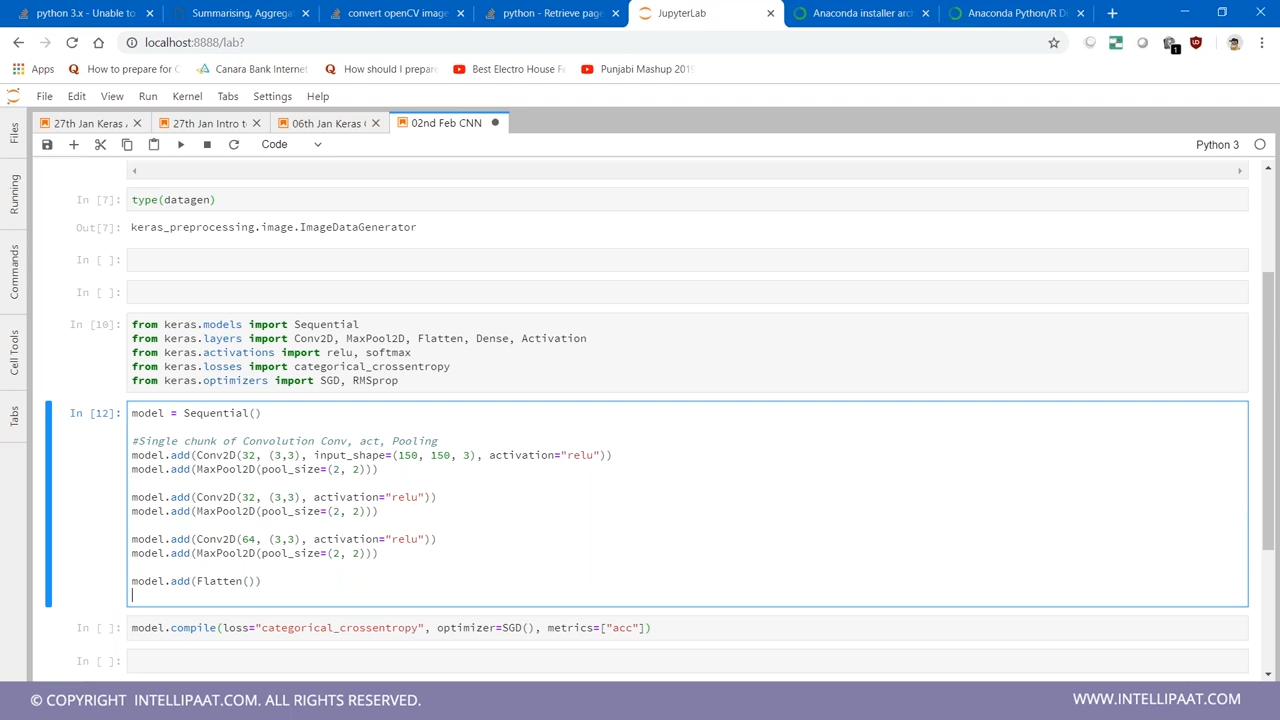 python 3.x - Unable to
Summarising, Aggrega
convert openCV image
python - Retrieve page
JupyterLab
Anaconda installer arc
Anaconda Python/R Di
localhost:8888/lab?
Apps
How to prepare for C
Canara Bank Internet
How should I prepare
Best Electro House Fe
Punjabi Mashup 2019
File Edit View Run Kernel Tabs Settings Help
27th Jan Keras
27th Jan Intro t
06th Jan Keras
02nd Feb CNN
Code
Python 3
Files
Running
Commands
Cell Tools
Tabs
In [7]: type(datagen)
Out[7]: keras_preprocessing.image.ImageDataGenerator
In [ ]:
In [ ]:
In [10]: from keras.models import Sequential
from keras.layers import Conv2D, MaxPool2D, Flatten, Dense, Activation
from keras.activations import relu, softmax
from keras.losses import categorical_crossentropy
from keras.optimizers import SGD, RMSprop
In [12]: model = Sequential()
#Single chunk of Convolution Conv, act, Pooling
model.add(Conv2D(32, (3,3), input_shape=(150, 150, 3), activation="relu"))
model.add(MaxPool2D(pool_size=(2, 2)))
model.add(Conv2D(32, (3,3), activation="relu"))
model.add(MaxPool2D(pool_size=(2, 2)))
model.add(Conv2D(64, (3,3), activation="relu"))
model.add(MaxPool2D(pool_size=(2, 2)))
model.add(Flatten())
In [ ]: model.compile(loss="categorical_crossentropy", optimizer=SGD(), metrics=["acc"])
In [ ]:
© COPYRIGHT INTELLIPAAT.COM. ALL RIGHTS RESERVED.
WWW.INTELLIPAAT.COM